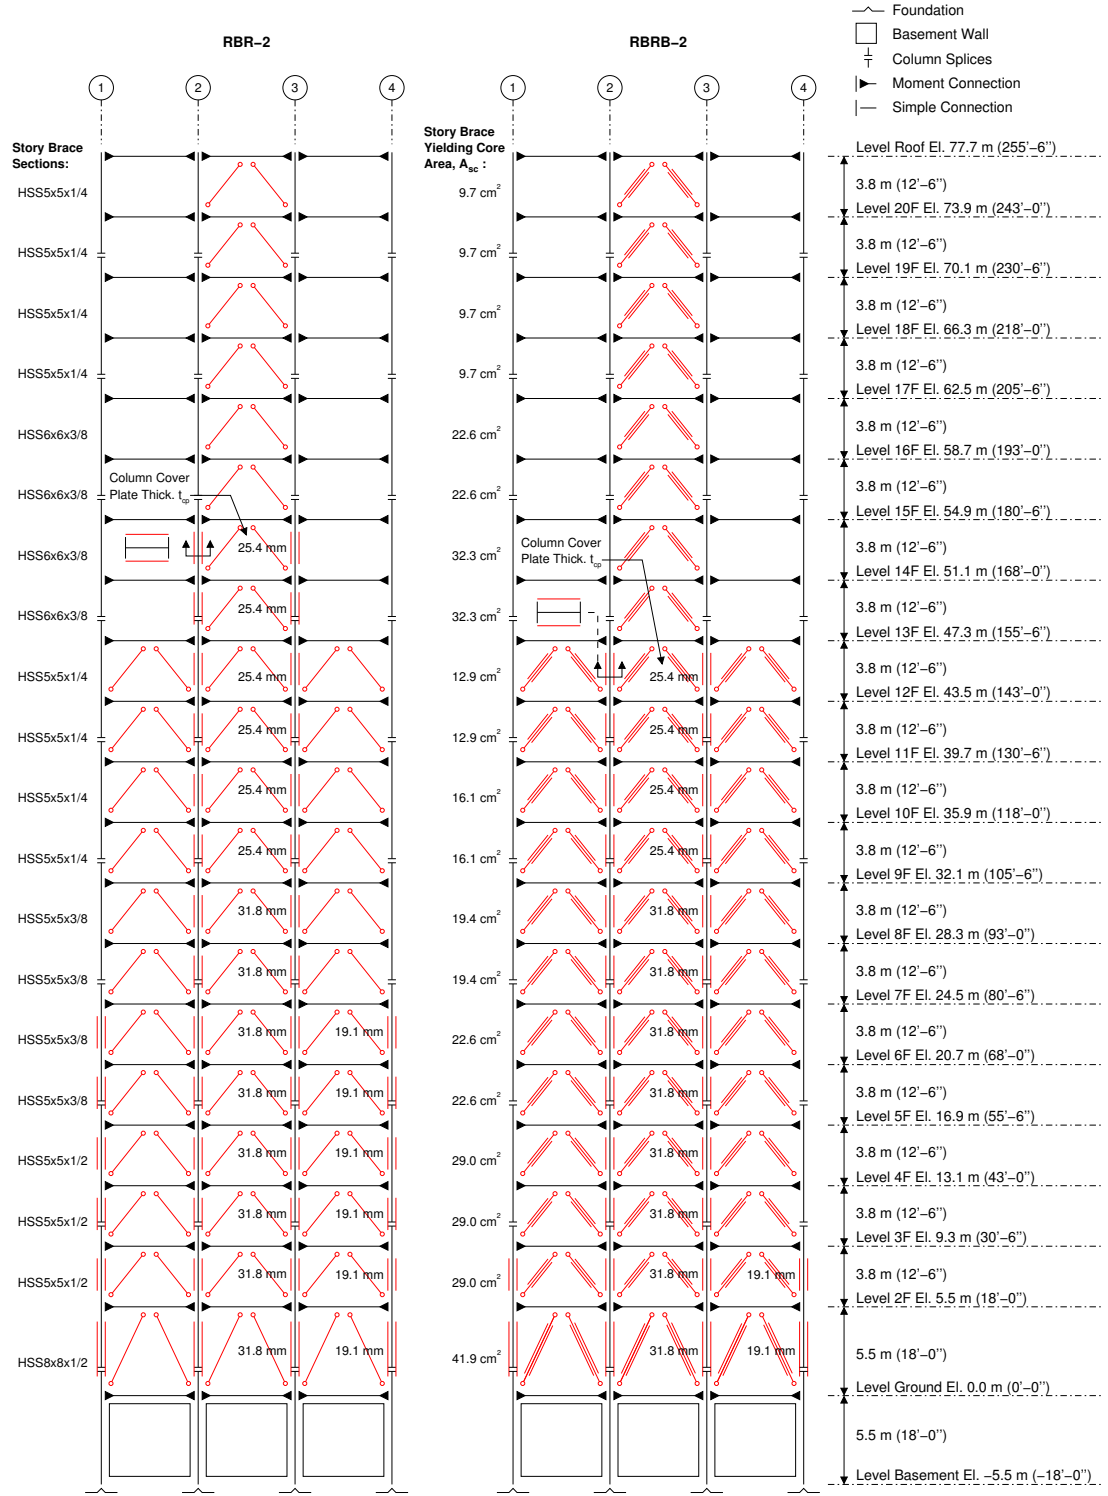 Foundation
Basement Wall
Column Splices
Moment Connection
Simple Connection
RBR–2
RBRB–2
1 2 3 4
1 2 3 4
Story Brace
Sections:
HSS5x5x1/4
HSS5x5x1/4
HSS5x5x1/4
HSS5x5x1/4
HSS6x6x3/8
HSS6x6x3/8
HSS6x6x3/8
HSS6x6x3/8
HSS5x5x1/4
HSS5x5x1/4
HSS5x5x1/4
HSS5x5x1/4
HSS5x5x3/8
HSS5x5x3/8
HSS5x5x3/8
HSS5x5x3/8
HSS5x5x1/2
HSS5x5x1/2
HSS5x5x1/2
HSS8x8x1/2
Column Cover
Plate Thick. tcp
25.4 mm
25.4 mm
25.4 mm
25.4 mm
25.4 mm
25.4 mm
31.8 mm
31.8 mm
31.8 mm 19.1 mm
31.8 mm 19.1 mm
31.8 mm 19.1 mm
31.8 mm 19.1 mm
31.8 mm 19.1 mm
31.8 mm 19.1 mm
Story Brace
Yielding Core
Area, Asc :
9.7 cm²
9.7 cm²
9.7 cm²
9.7 cm²
22.6 cm²
22.6 cm²
32.3 cm²
32.3 cm²
12.9 cm²
12.9 cm²
16.1 cm²
16.1 cm²
19.4 cm²
19.4 cm²
22.6 cm²
22.6 cm²
29.0 cm²
29.0 cm²
29.0 cm²
41.9 cm²
Column Cover
Plate Thick. tcp
25.4 mm
25.4 mm
25.4 mm
25.4 mm
31.8 mm
31.8 mm
31.8 mm
31.8 mm
31.8 mm
31.8 mm
31.8 mm 19.1 mm
31.8 mm 19.1 mm
Level Roof El. 77.7 m (255’–6’’)
3.8 m (12’–6’’)
Level 20F El. 73.9 m (243’–0’’)
3.8 m (12’–6’’)
Level 19F El. 70.1 m (230’–6’’)
3.8 m (12’–6’’)
Level 18F El. 66.3 m (218’–0’’)
3.8 m (12’–6’’)
Level 17F El. 62.5 m (205’–6’’)
3.8 m (12’–6’’)
Level 16F El. 58.7 m (193’–0’’)
3.8 m (12’–6’’)
Level 15F El. 54.9 m (180’–6’’)
3.8 m (12’–6’’)
Level 14F El. 51.1 m (168’–0’’)
3.8 m (12’–6’’)
Level 13F El. 47.3 m (155’–6’’)
3.8 m (12’–6’’)
Level 12F El. 43.5 m (143’–0’’)
3.8 m (12’–6’’)
Level 11F El. 39.7 m (130’–6’’)
3.8 m (12’–6’’)
Level 10F El. 35.9 m (118’–0’’)
3.8 m (12’–6’’)
Level 9F El. 32.1 m (105’–6’’)
3.8 m (12’–6’’)
Level 8F El. 28.3 m (93’–0’’)
3.8 m (12’–6’’)
Level 7F El. 24.5 m (80’–6’’)
3.8 m (12’–6’’)
Level 6F El. 20.7 m (68’–0’’)
3.8 m (12’–6’’)
Level 5F El. 16.9 m (55’–6’’)
3.8 m (12’–6’’)
Level 4F El. 13.1 m (43’–0’’)
3.8 m (12’–6’’)
Level 3F El. 9.3 m (30’–6’’)
3.8 m (12’–6’’)
Level 2F El. 5.5 m (18’–0’’)
5.5 m (18’–0’’)
Level Ground El. 0.0 m (0’–0’’)
5.5 m (18’–0’’)
Level Basement El. –5.5 m (–18’–0’’)